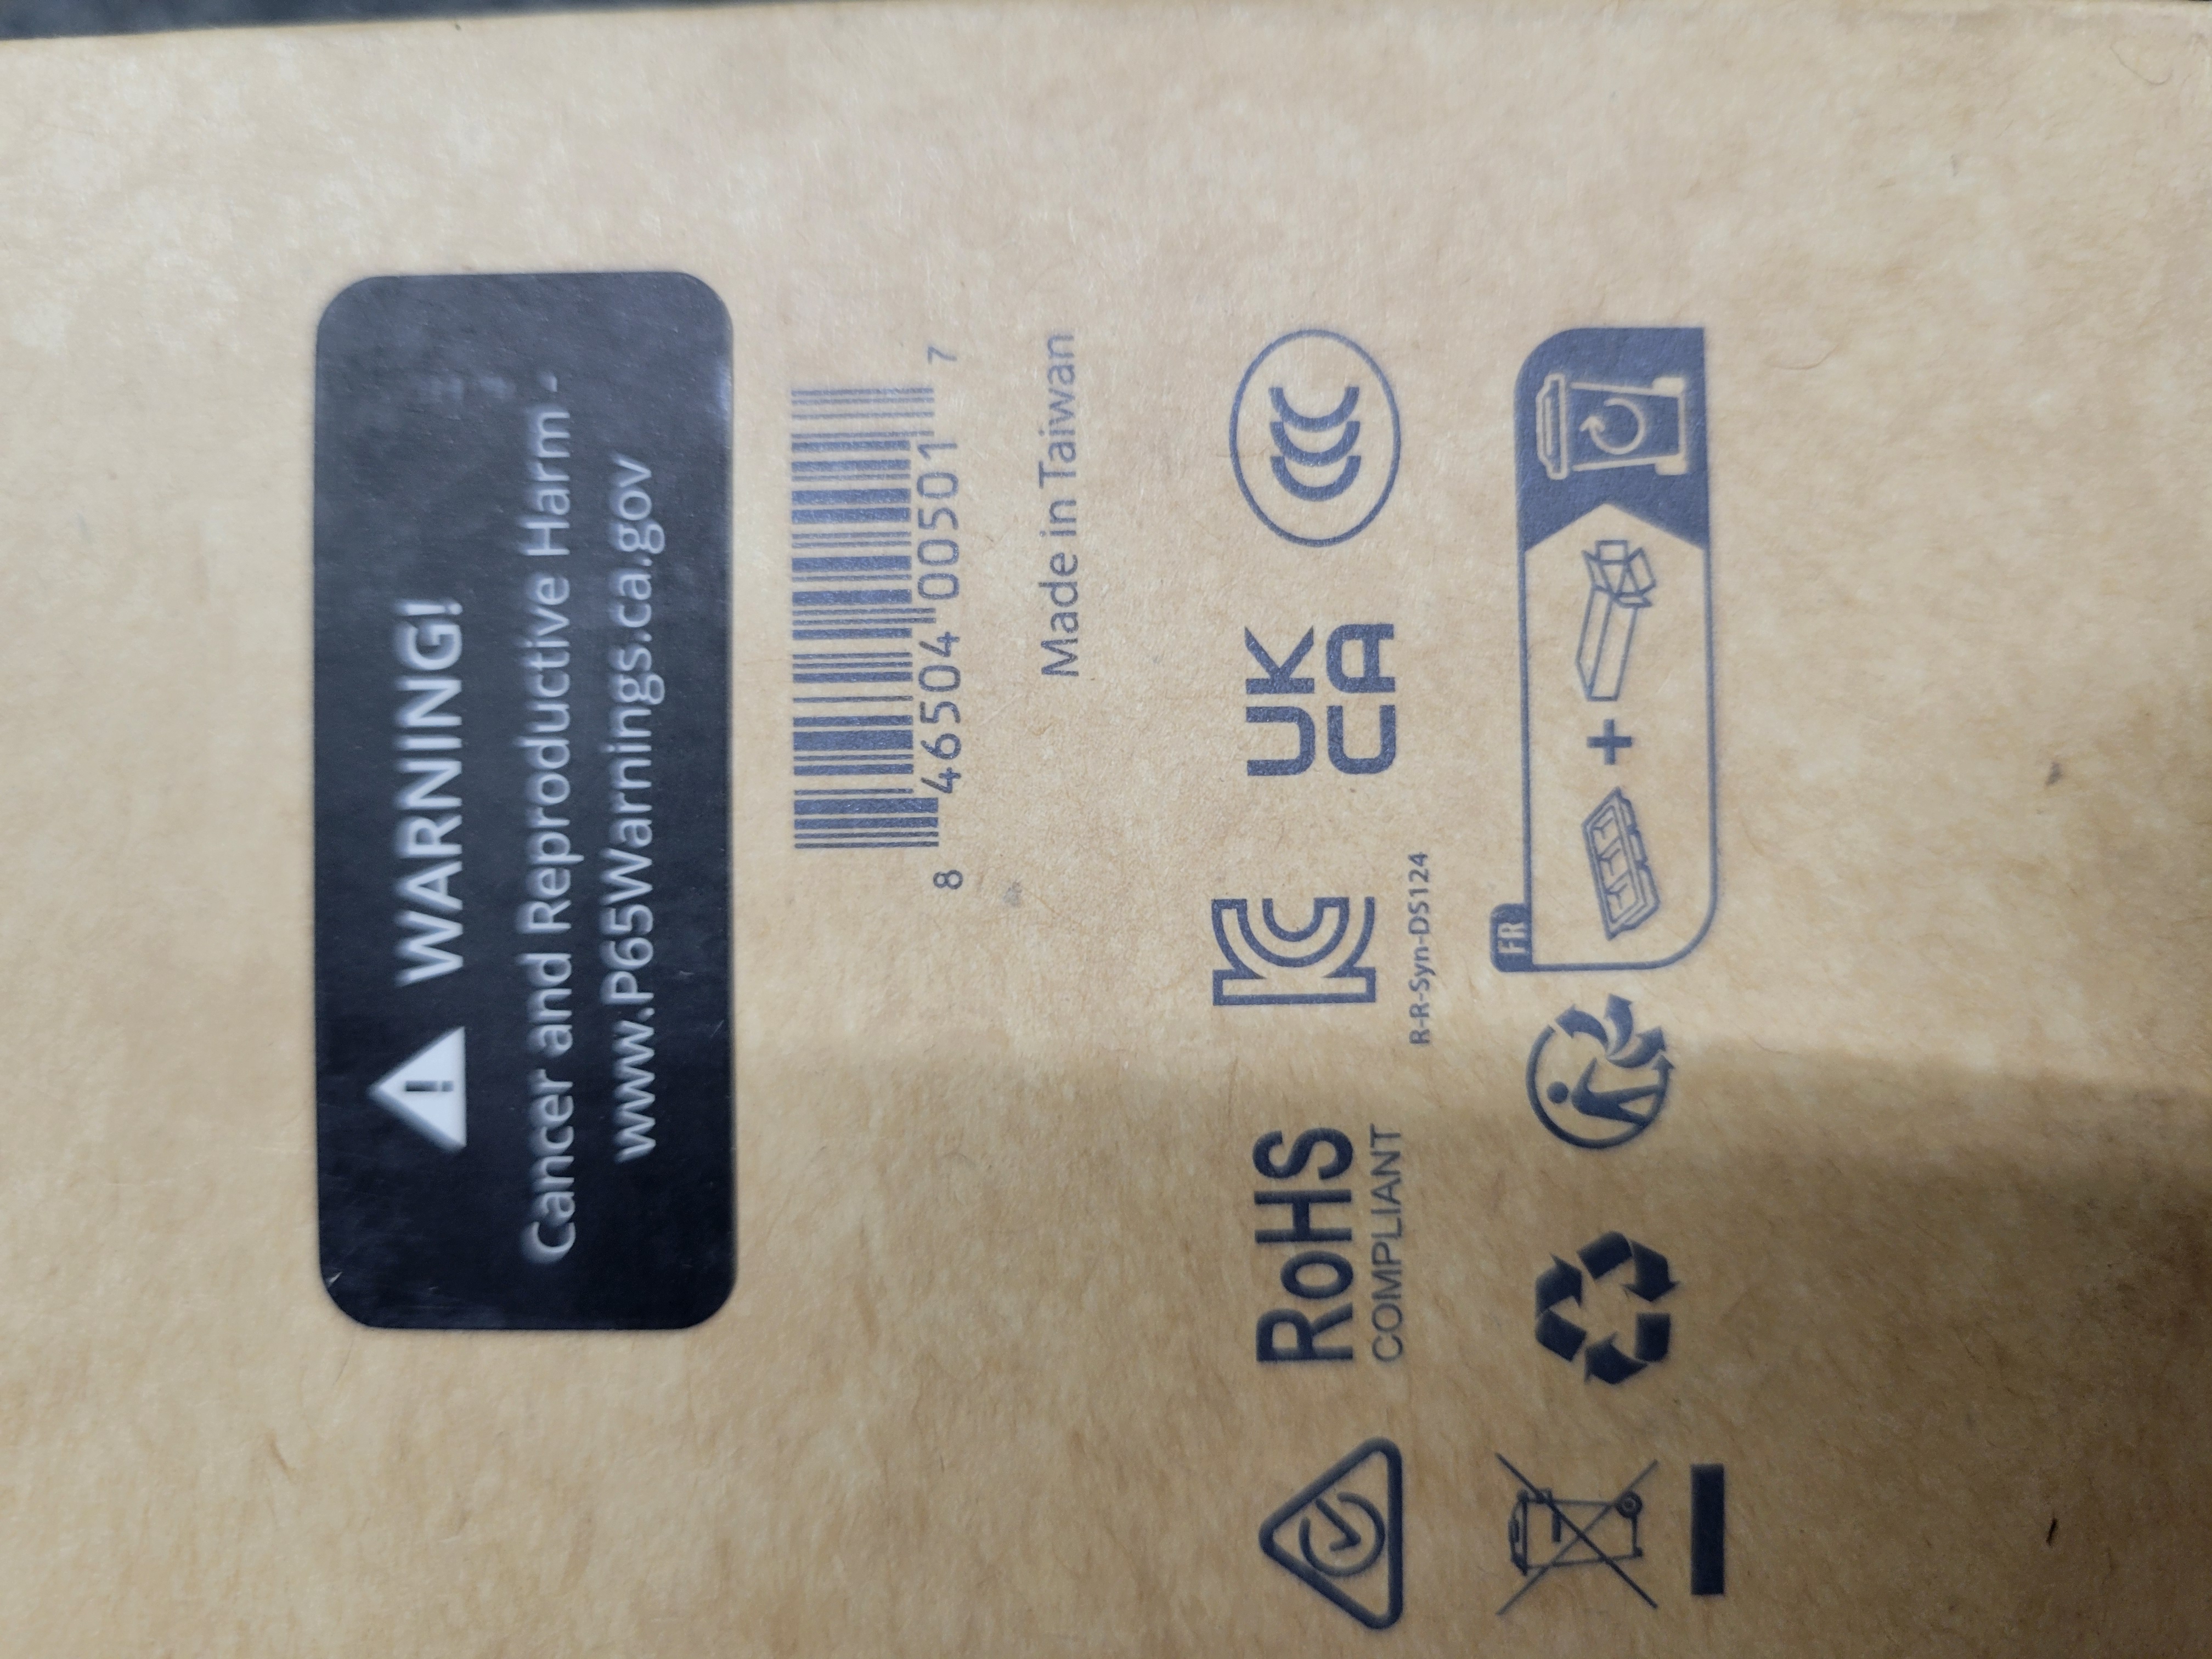 WARNING!
Cancer and Reproductive Harm -
www.P65Warnings.ca.gov
8 46504 00501 7
Made in Taiwan
RoHS
COMPLIANT
R-R-Syn-DS124
UK
CA
CCC
FR